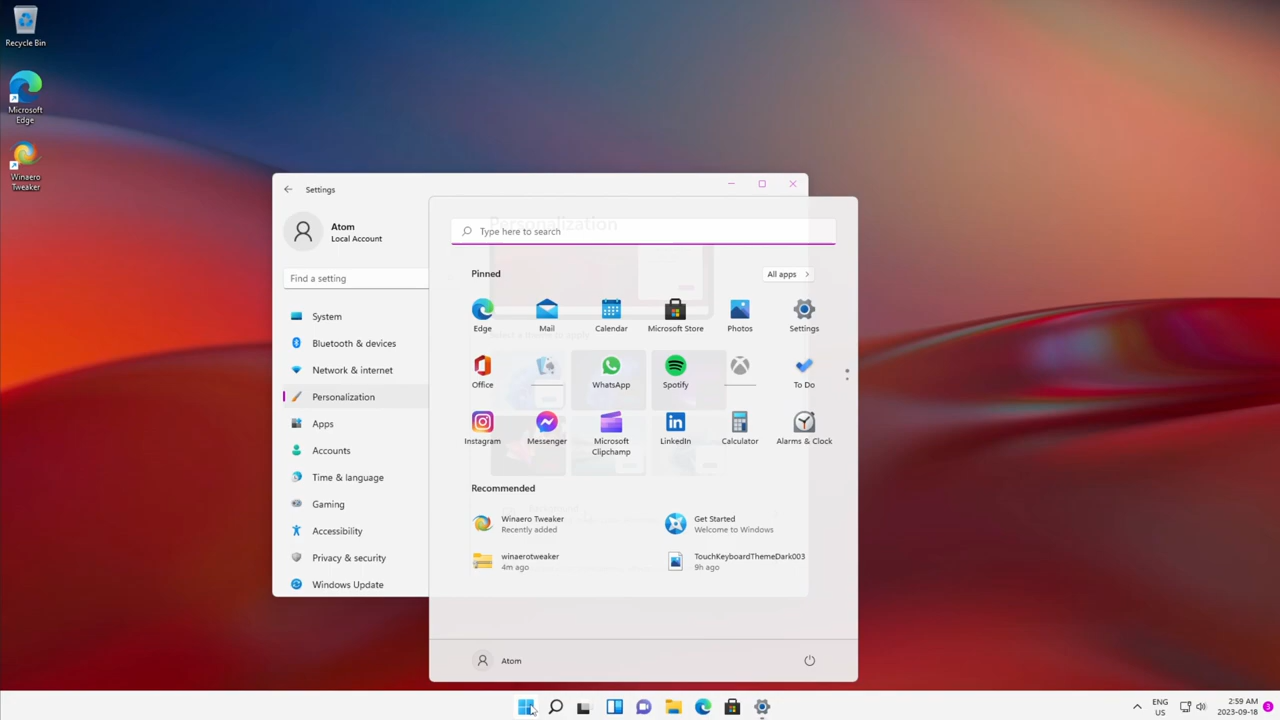 Recycle Bin
Microsoft
Edge
Winaero
Tweaker
Settings
Atom
Local Account
Find a setting
System
Bluetooth & devices
Network & internet
Personalization
Apps
Accounts
Time & language
Gaming
Accessibility
Privacy & security
Windows Update
Personalization
Type here to search
Pinned
All apps
Edge
Mail
Calendar
Microsoft Store
Photos
Settings
Office
WhatsApp
Spotify
To Do
Instagram
Messenger
Microsoft
Clipchamp
LinkedIn
Calculator
Alarms & Clock
Recommended
Winaero Tweaker
Recently added
Get Started
Welcome to Windows
winaerotweaker
4m ago
TouchKeyboardThemeDark003
9h ago
Atom
ENG
US
2:59 AM
2023-09-18
3